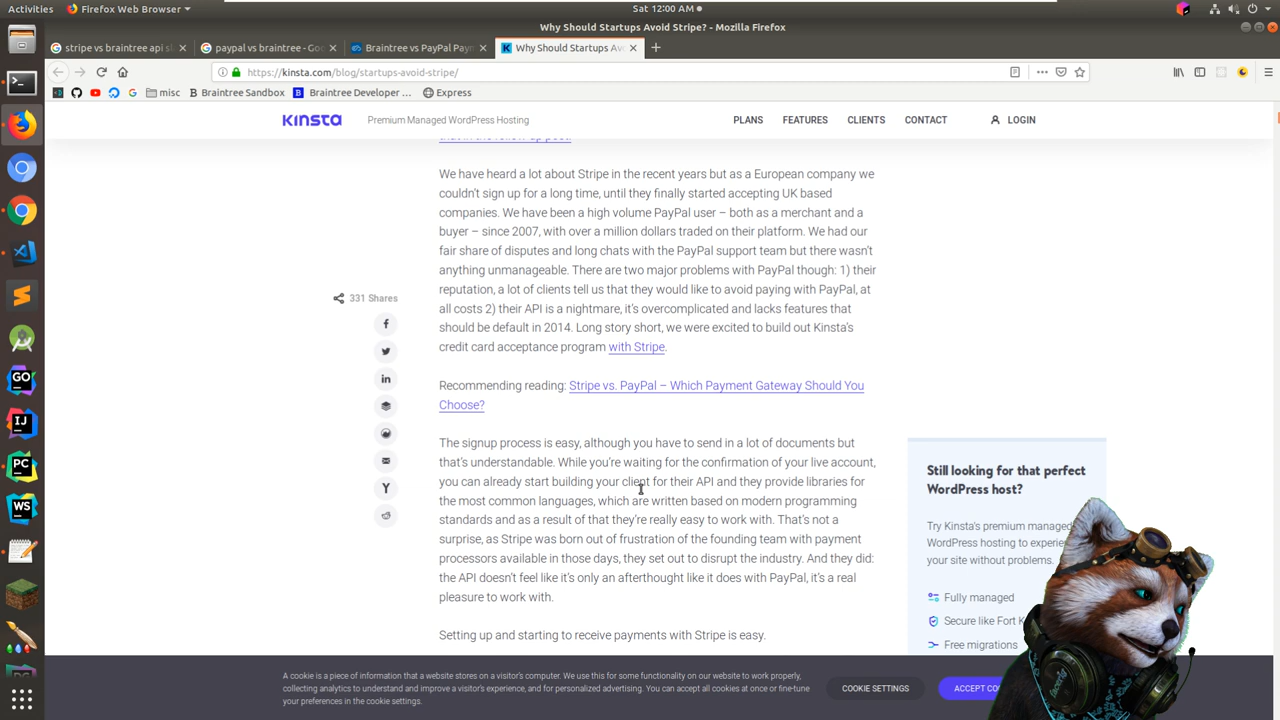 Activities
Firefox Web Browser
Sat 12:00 AM
Why Should Startups Avoid Stripe? - Mozilla Firefox
stripe vs braintree api sl
paypal vs braintree - Goo
Braintree vs PayPal Paym
Why Should Startups Avo
https://kinsta.com/blog/startups-avoid-stripe/
misc
Braintree Sandbox
Braintree Developer ...
Express
KINSTA
Premium Managed WordPress Hosting
PLANS
FEATURES
CLIENTS
CONTACT
LOGIN
that in the follow-up post.
We have heard a lot about Stripe in the recent years but as a European company we
couldn't sign up for a long time, until they finally started accepting UK based
companies. We have been a high volume PayPal user – both as a merchant and a
buyer – since 2007, with over a million dollars traded on their platform. We had our
fair share of disputes and long chats with the PayPal support team but there wasn't
anything unmanageable. There are two major problems with PayPal though: 1) their
reputation, a lot of clients tell us that they would like to avoid paying with PayPal, at
all costs 2) their API is a nightmare, it's overcomplicated and lacks features that
should be default in 2014. Long story short, we were excited to build out Kinsta's
credit card acceptance program with Stripe.
331 Shares
Recommending reading: Stripe vs. PayPal – Which Payment Gateway Should You
Choose?
The signup process is easy, although you have to send in a lot of documents but
that's understandable. While you're waiting for the confirmation of your live account,
you can already start building your client for their API and they provide libraries for
the most common languages, which are written based on modern programming
standards and as a result of that they're really easy to work with. That's not a
surprise, as Stripe was born out of frustration of the founding team with payment
processors available in those days, they set out to disrupt the industry. And they did:
the API doesn't feel like it's only an afterthought like it does with PayPal, it's a real
pleasure to work with.
Setting up and starting to receive payments with Stripe is easy.
Still looking for that perfect
WordPress host?
Try Kinsta's premium managed
WordPress hosting to experie
your site without problems.
Fully managed
Secure like Fort K
Free migrations
A cookie is a piece of information that a website stores on a visitor's computer. We use this for some functionality on our website to work properly,
collecting analytics to understand and improve a visitor's experience, and for personalized advertising. You can accept all cookies at once or fine-tune
your preferences in the cookie settings.
COOKIE SETTINGS
ACCEPT CO
GO
IJ
PC
WS